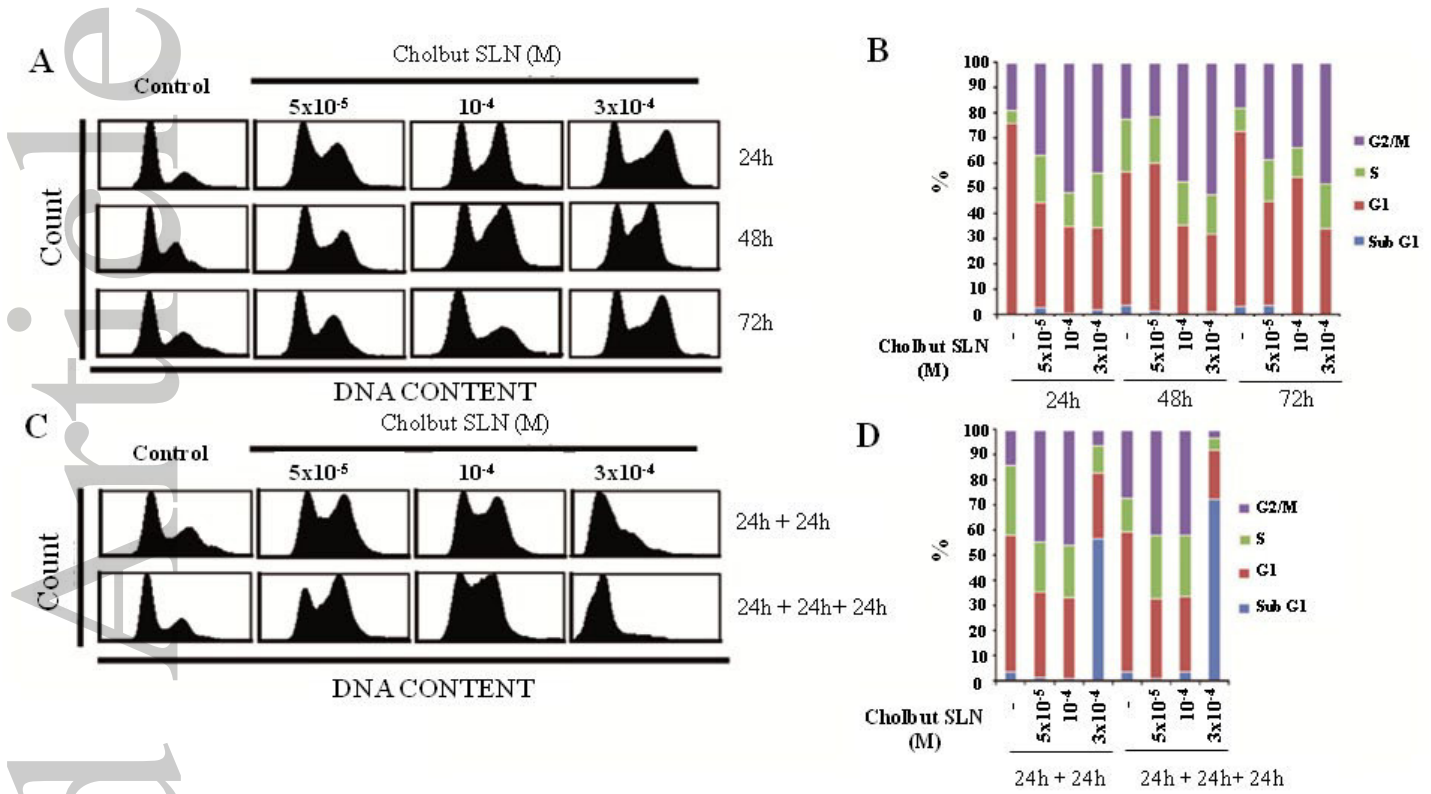 Article
A
Cholbut SLN (M)
Control
5x10-5 10-4 3x10-4
24h
48h
72h
Count
DNA CONTENT
C
Cholbut SLN (M)
Control
5x10-5 10-4 3x10-4
24h + 24h
24h + 24h+ 24h
Count
DNA CONTENT
B
100
90
80
70
60
50
40
30
20
10
0
%
G2/M
S
G1
Sub G1
Cholbut SLN
(M)
- 5x10-5 10-4 3x10-4 - 5x10-5 10-4 3x10-4 - 5x10-5 10-4 3x10-4
24h 48h 72h
D
100
90
80
70
60
50
40
30
20
10
0
%
G2/M
S
G1
Sub G1
Cholbut SLN
(M)
- 5x10-5 10-4 3x10-4 - 5x10-5 10-4 3x10-4
24h + 24h 24h + 24h+ 24h